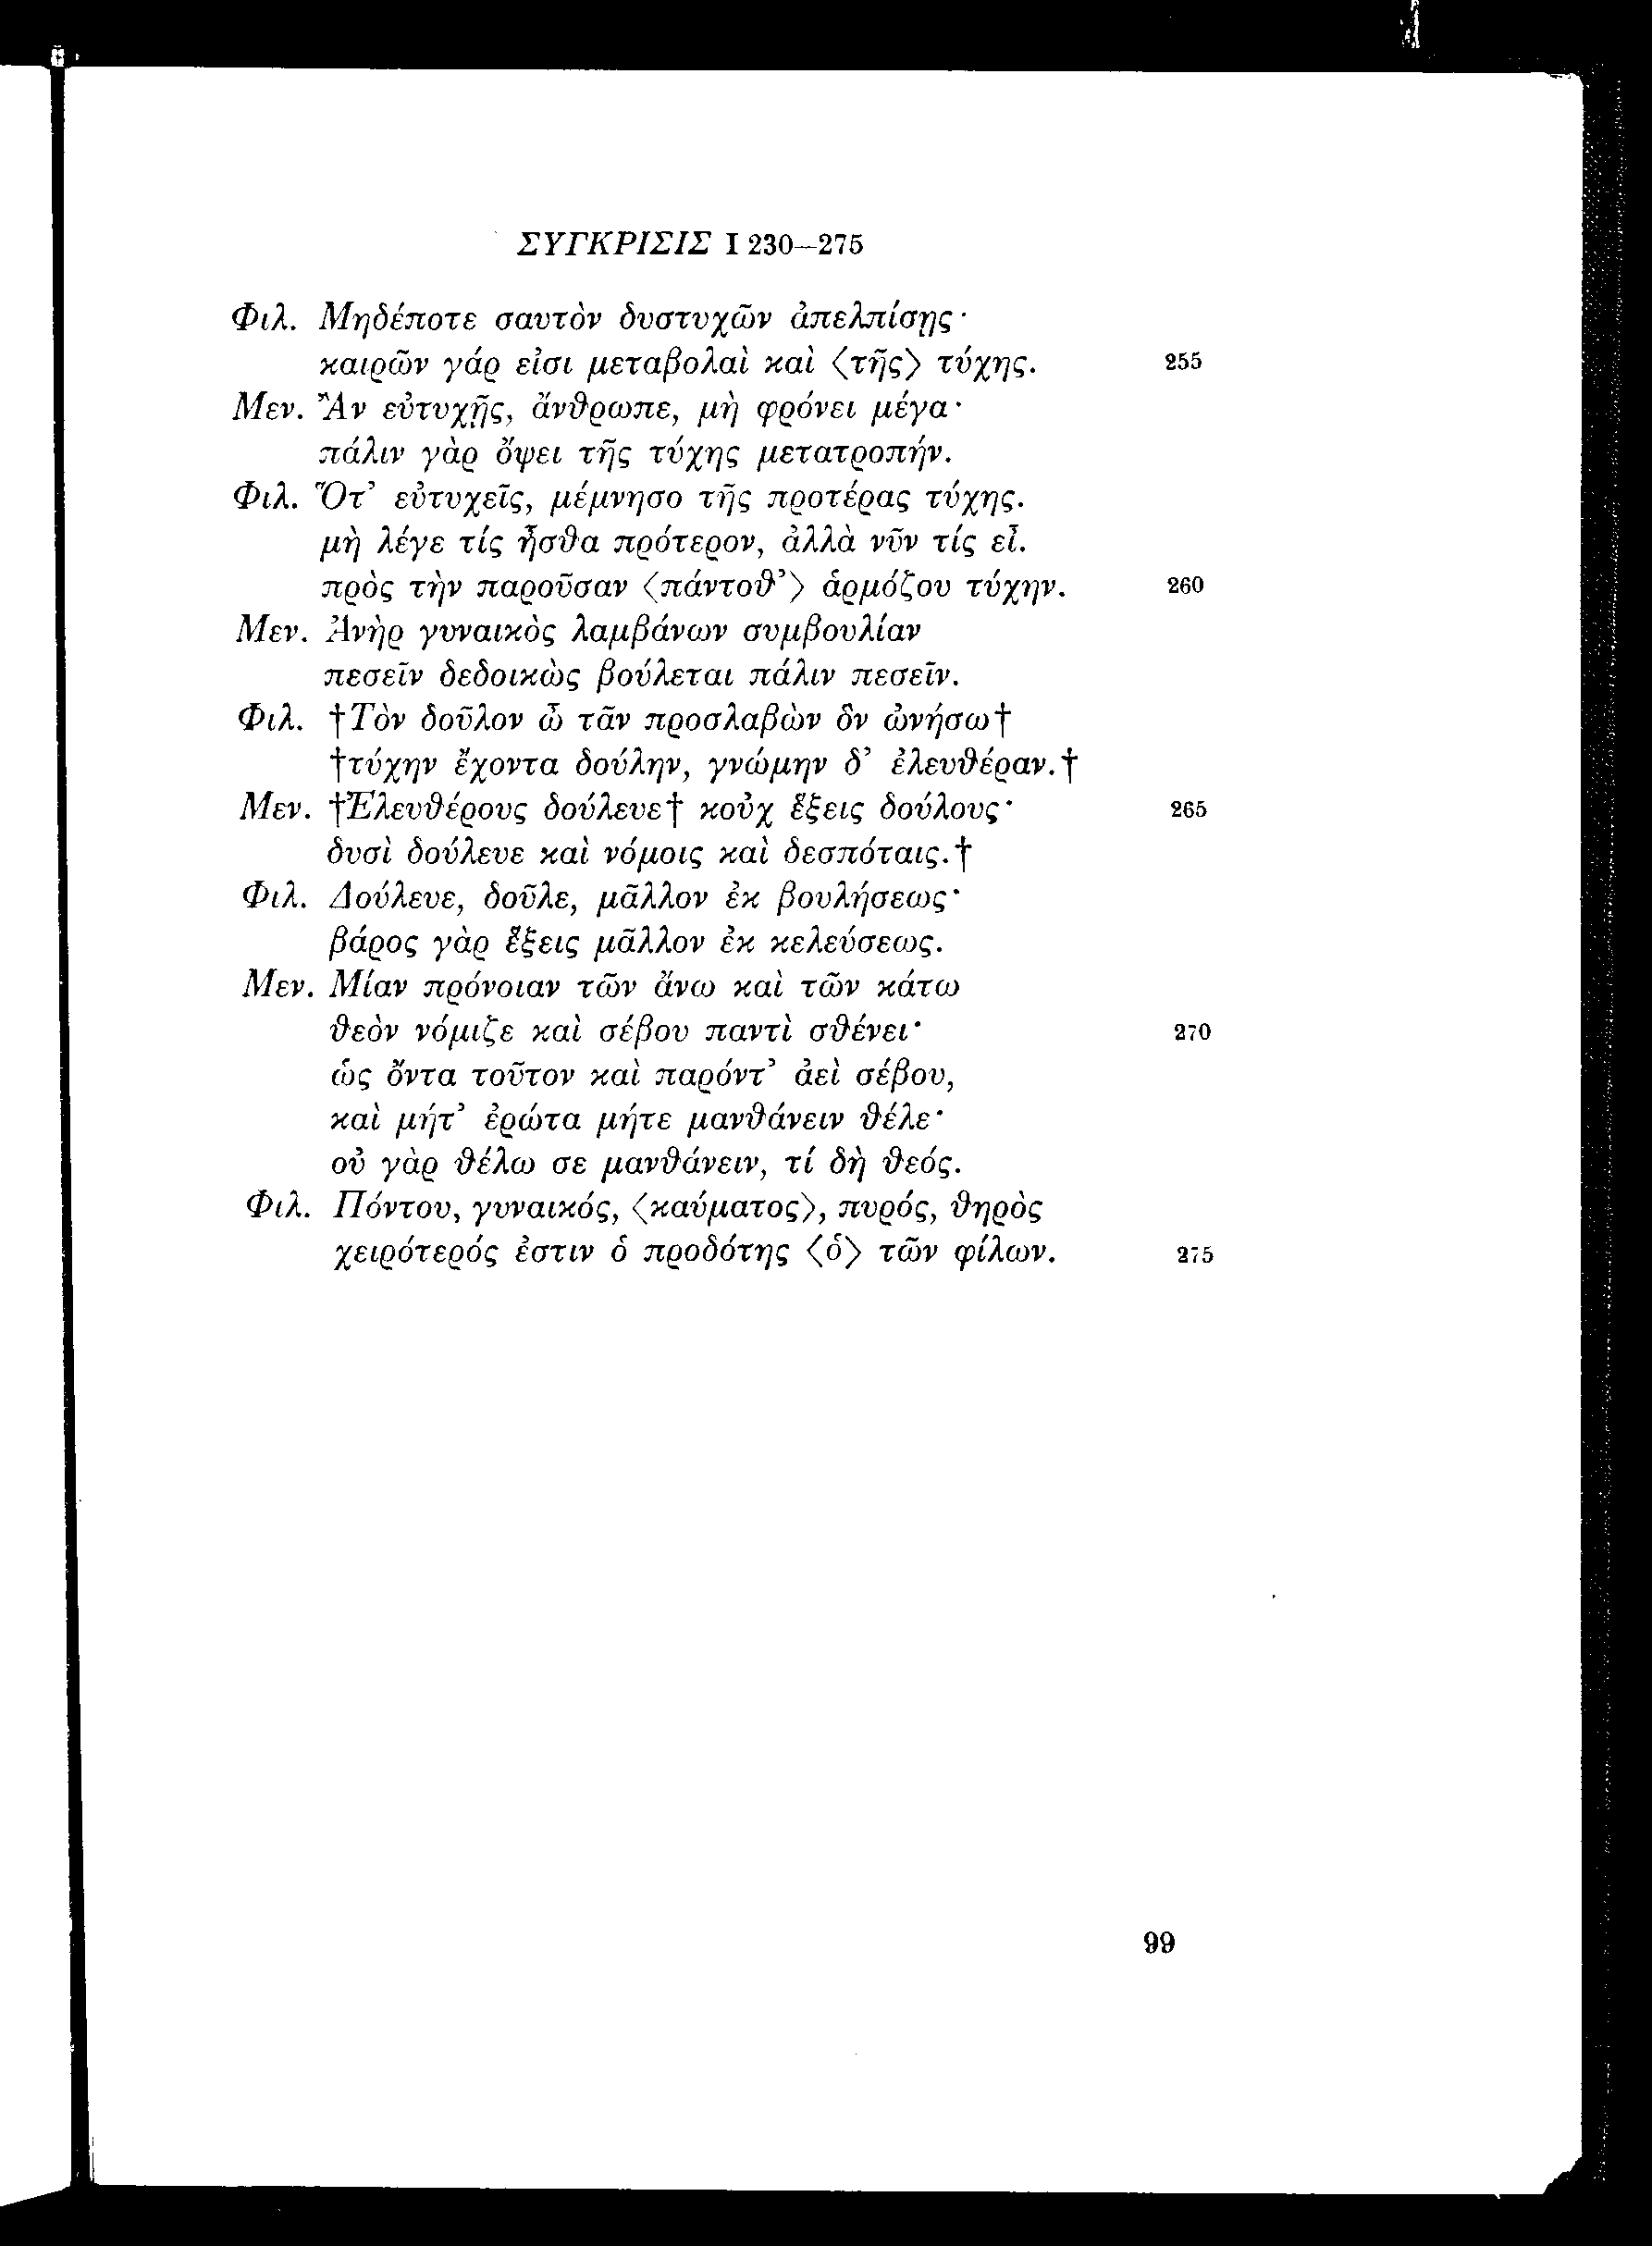 ΣΥΓΚΡΙΣΙΣ I 230—275
Φιλ. Μηδέποτε σαυτὸν δυστυχῶν ἀπελπίσῃς·
καιρῶν γάρ εἰσι μεταβολαὶ καὶ ⟨τῆς⟩ τύχης. 255
Μεν. Ἂν εὐτυχῇς, ἄνθρωπε, μὴ φρόνει μέγα·
πάλιν γὰρ ὄψει τῆς τύχης μετατροπήν.
Φιλ. Ὅτ’ εὐτυχεῖς, μέμνησο τῆς προτέρας τύχης.
μὴ λέγε τίς ἦσθα πρότερον, ἀλλὰ νῦν τίς εἶ.
πρὸς τὴν παροῦσαν ⟨πάντοθ’⟩ ἁρμόζου τύχην. 260
Μεν. Ἀνὴρ γυναικὸς λαμβάνων συμβουλίαν
πεσεῖν δεδοικὼς βούλεται πάλιν πεσεῖν.
Φιλ. †Τὸν δοῦλον ὦ τᾶν προσλαβὼν ὃν ὠνήσω†
†τύχην ἔχοντα δούλην, γνώμην δ’ ἐλευθέραν.†
Μεν. †Ἐλευθέρους δούλευε† κοὐχ ἕξεις δούλους· 265
δυσὶ δούλευε καὶ νόμοις καὶ δεσπόταις.†
Φιλ. Δούλευε, δοῦλε, μᾶλλον ἐκ βουλήσεως·
βάρος γὰρ ἕξεις μᾶλλον ἐκ κελεύσεως.
Μεν. Μίαν πρόνοιαν τῶν ἄνω καὶ τῶν κάτω
θεὸν νόμιζε καὶ σέβου παντὶ σθένει· 270
ὡς ὄντα τοῦτον καὶ παρόντ’ ἀεὶ σέβου,
καὶ μήτ’ ἐρώτα μήτε μανθάνειν θέλε·
οὐ γὰρ θέλω σε μανθάνειν, τί δὴ θεός.
Φιλ. Πόντου, γυναικός, ⟨καύματος⟩, πυρός, θηρὸς
χειρότερός ἐστιν ὁ προδότης ⟨ὁ⟩ τῶν φίλων. 275
99